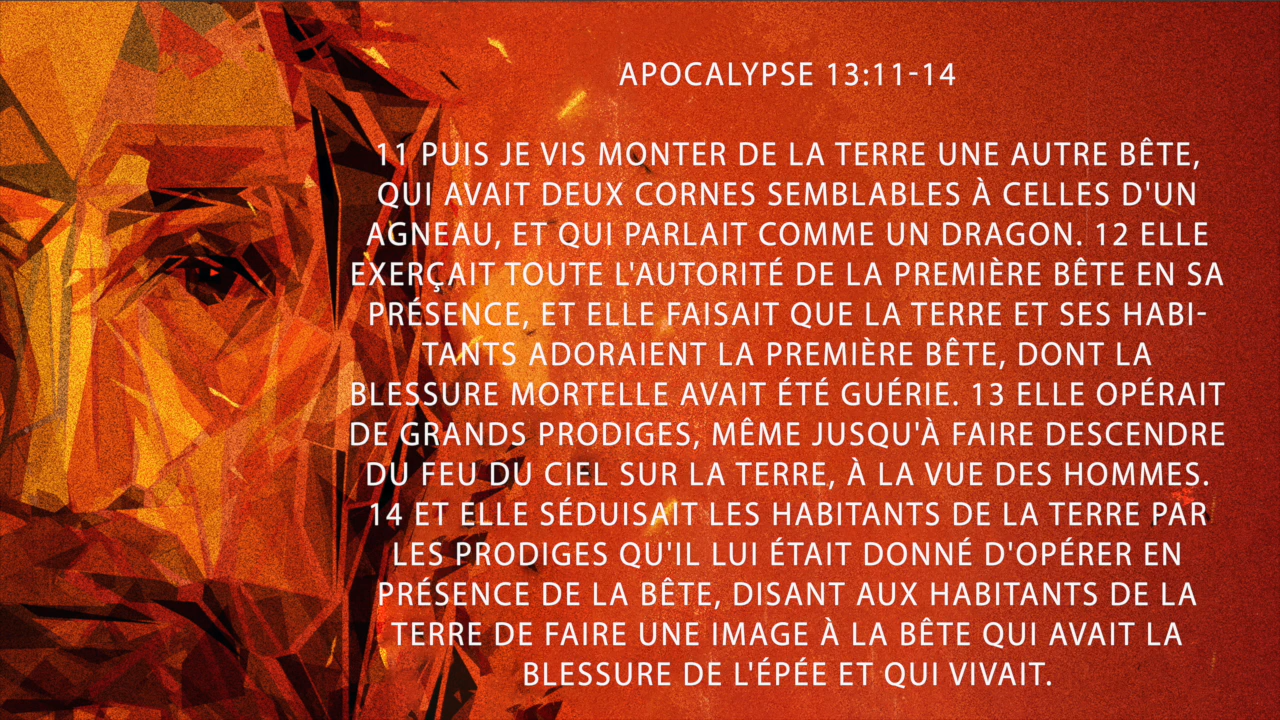 APOCALYPSE 13:11-14
11 PUIS JE VIS MONTER DE LA TERRE UNE AUTRE BÊTE,
QUI AVAIT DEUX CORNES SEMBLABLES À CELLES D'UN
AGNEAU, ET QUI PARLAIT COMME UN DRAGON. 12 ELLE
EXERÇAIT TOUTE L'AUTORITÉ DE LA PREMIÈRE BÊTE EN SA
PRÉSENCE, ET ELLE FAISAIT QUE LA TERRE ET SES HABI-
TANTS ADORAIENT LA PREMIÈRE BÊTE, DONT LA
BLESSURE MORTELLE AVAIT ÉTÉ GUÉRIE. 13 ELLE OPÉRAIT
DE GRANDS PRODIGES, MÊME JUSQU'À FAIRE DESCENDRE
DU FEU DU CIEL SUR LA TERRE, À LA VUE DES HOMMES.
14 ET ELLE SÉDUISAIT LES HABITANTS DE LA TERRE PAR
LES PRODIGES QU'IL LUI ÉTAIT DONNÉ D'OPÉRER EN
PRÉSENCE DE LA BÊTE, DISANT AUX HABITANTS DE LA
TERRE DE FAIRE UNE IMAGE À LA BÊTE QUI AVAIT LA
BLESSURE DE L'ÉPÉE ET QUI VIVAIT.